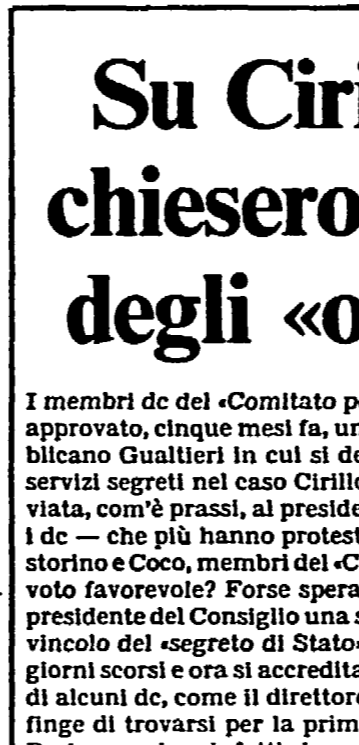 Su Ciri
chiesero
degli «o
I membri dc del «Comitato p
approvato, cinque mesi fa, un
blicano Gualtieri in cui si de
servizi segreti nel caso Cirillo
viata, com'è prassi, al preside
i dc — che più hanno protest
storino e Coco, membri del «C
voto favorevole? Forse spera
presidente del Consiglio una s
vincolo del «segreto di Stato»
giorni scorsi e ora si accredita
di alcuni dc, come il direttore
finge di trovarsi per la prim